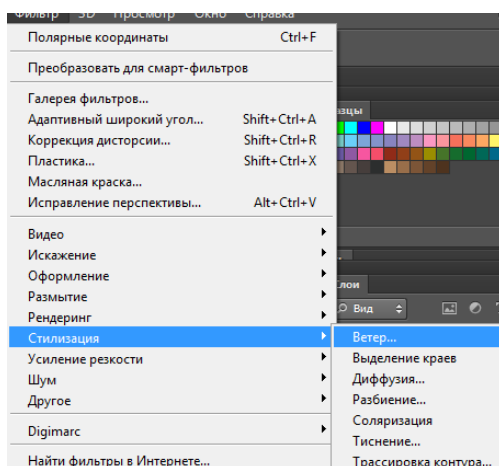 Фильтр 3D Просмотр Окно Справка
Полярные координаты Ctrl+F
Преобразовать для смарт-фильтров
Галерея фильтров...
Адаптивный широкий угол... Shift+Ctrl+A
Коррекция дисторсии... Shift+Ctrl+R
Пластика... Shift+Ctrl+X
Масляная краска...
Исправление перспективы... Alt+Ctrl+V
Видео
Искажение
Оформление
Размытие
Рендеринг
Стилизация
Усиление резкости
Шум
Другое
Digimarc
Найти фильтры в Интернете...
зцы
лои
Вид
Ветер...
Выделение краев
Диффузия...
Разбиение...
Соляризация
Тиснение...
Трассировка контура...